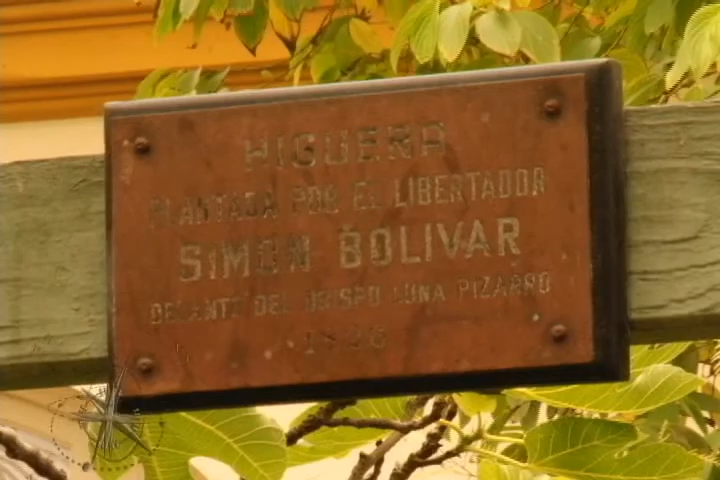 HIGUERA
PLANTADA POR EL LIBERTADOR
SIMON BOLIVAR
DELANTE DEL OBISPO LUNA PIZARRO